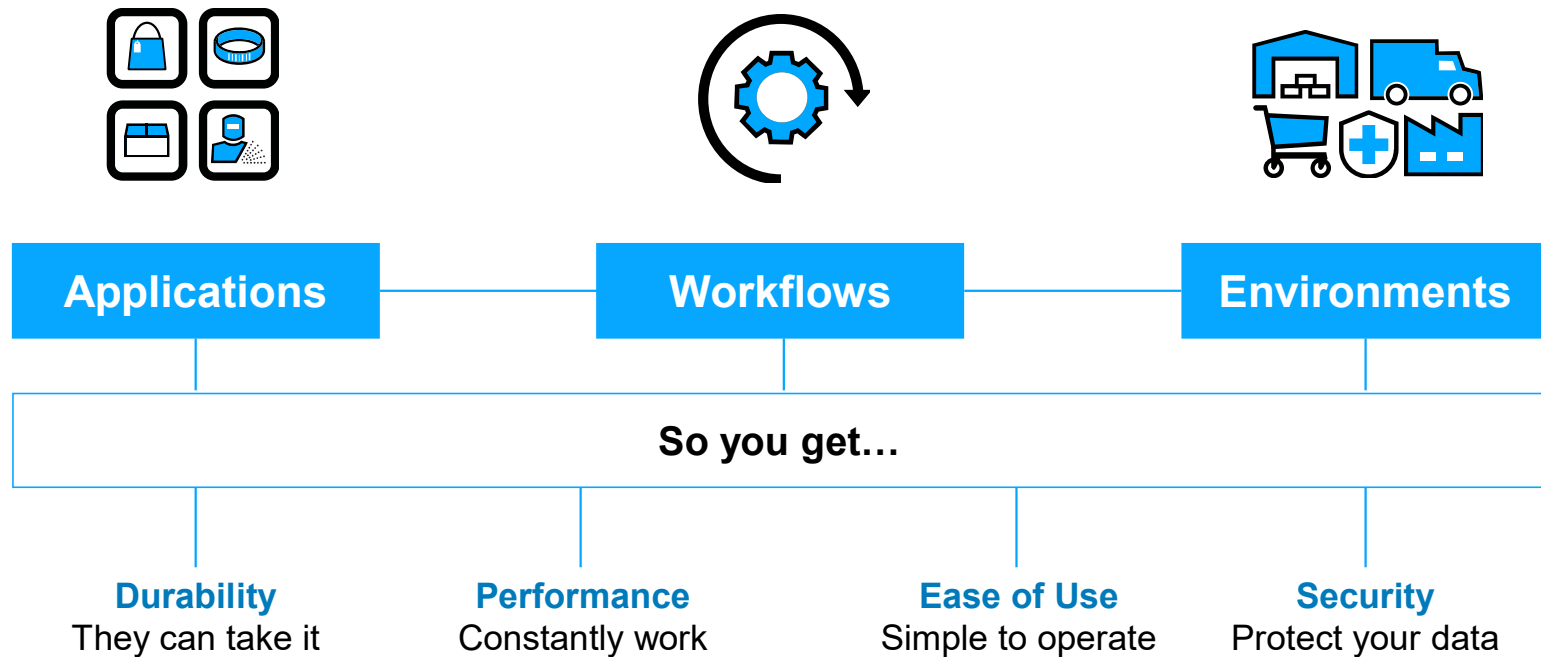 Applications
Workflows
Environments
So you get…
Durability
They can take it
Performance
Constantly work
Ease of Use
Simple to operate
Security
Protect your data